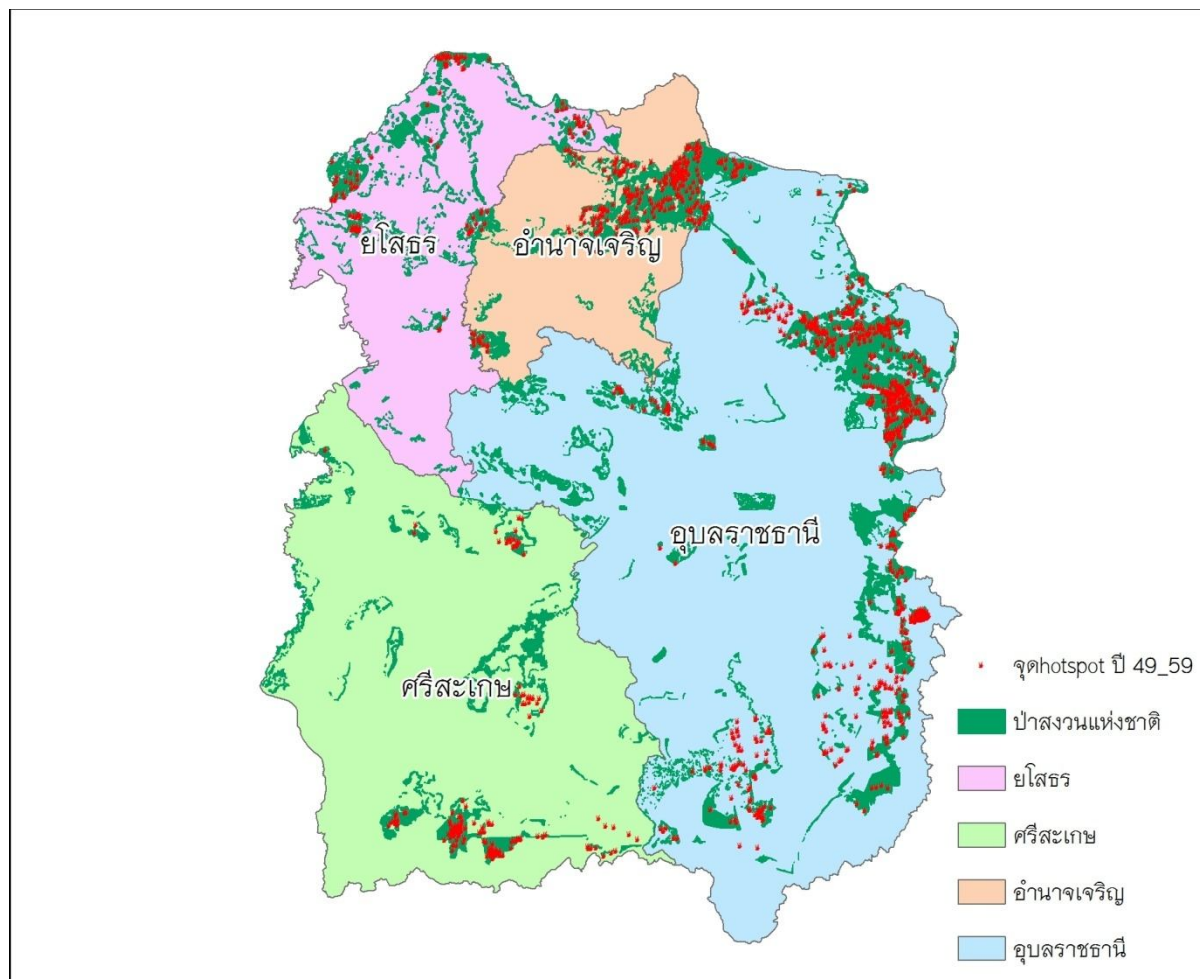 ยโสธร
อำนาจเจริญ
อุบลราชธานี
ศรีสะเกษ
จุดhotspot ปี 49_59
ป่าสงวนแห่งชาติ
ยโสธร
ศรีสะเกษ
อำนาจเจริญ
อุบลราชธานี